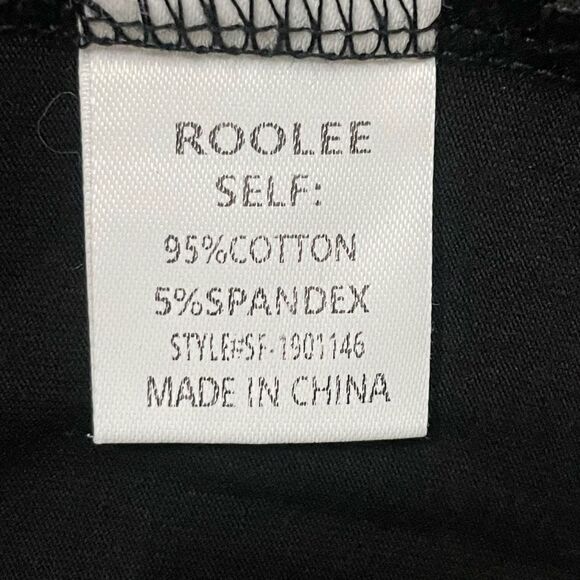 ROOLEE
SELF:
95%COTTON
5%SPANDEX
STYLE#SF-1901146
MADE IN CHINA